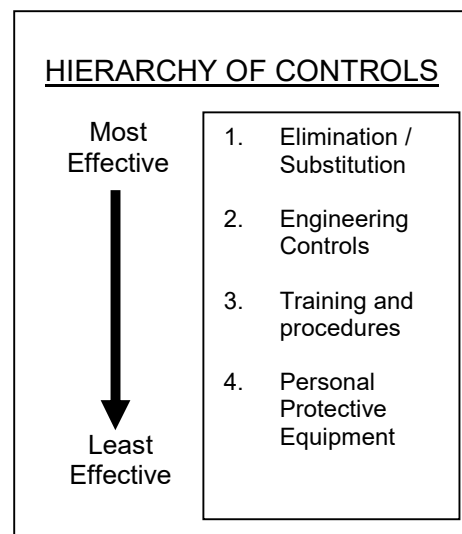 HIERARCHY OF CONTROLS
Most
Effective
1. Elimination /
Substitution
2. Engineering
Controls
3. Training and
procedures
4. Personal
Protective
Equipment
Least
Effective